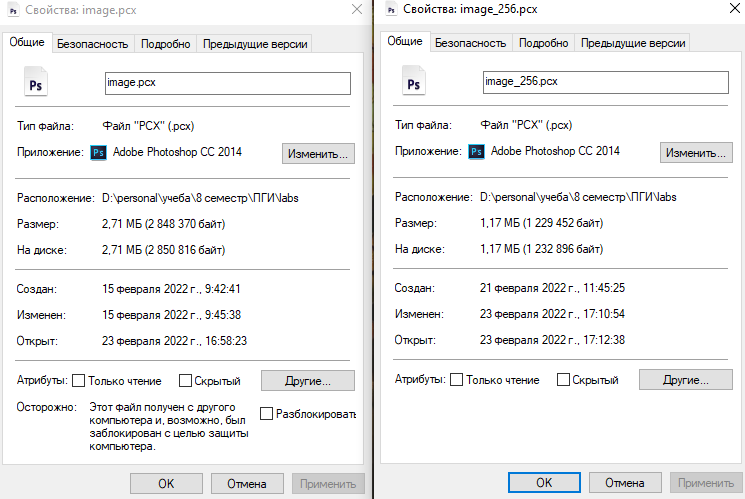 Свойства: image.pcx
Общие
Безопасность
Подробно
Предыдущие версии
Ps
image.pcx
Тип файла: Файл "PCX" (.pcx)
Приложение: Ps Adobe Photoshop CC 2014 Изменить...
Расположение: D:\personal\учеба\8 семестр\ПГИ\labs
Размер: 2,71 МБ (2 848 370 байт)
На диске: 2,71 МБ (2 850 816 байт)
Создан: 15 февраля 2022 г., 9:42:41
Изменен: 15 февраля 2022 г., 9:45:38
Открыт: 23 февраля 2022 г., 16:58:23
Атрибуты: Только чтение Скрытый Другие...
Осторожно: Этот файл получен с другого
компьютера и, возможно, был
заблокирован с целью защиты
компьютера.
Разблокировать
OK Отмена Применить
Свойства: image_256.pcx
Общие
Безопасность
Подробно
Предыдущие версии
Ps
image_256.pcx
Тип файла: Файл "PCX" (.pcx)
Приложение: Ps Adobe Photoshop CC 2014 Изменить...
Расположение: D:\personal\учеба\8 семестр\ПГИ\labs
Размер: 1,17 МБ (1 229 452 байт)
На диске: 1,17 МБ (1 232 896 байт)
Создан: 21 февраля 2022 г., 11:45:25
Изменен: 23 февраля 2022 г., 17:10:54
Открыт: 23 февраля 2022 г., 17:12:38
Атрибуты: Только чтение Скрытый Другие...
OK Отмена Применить